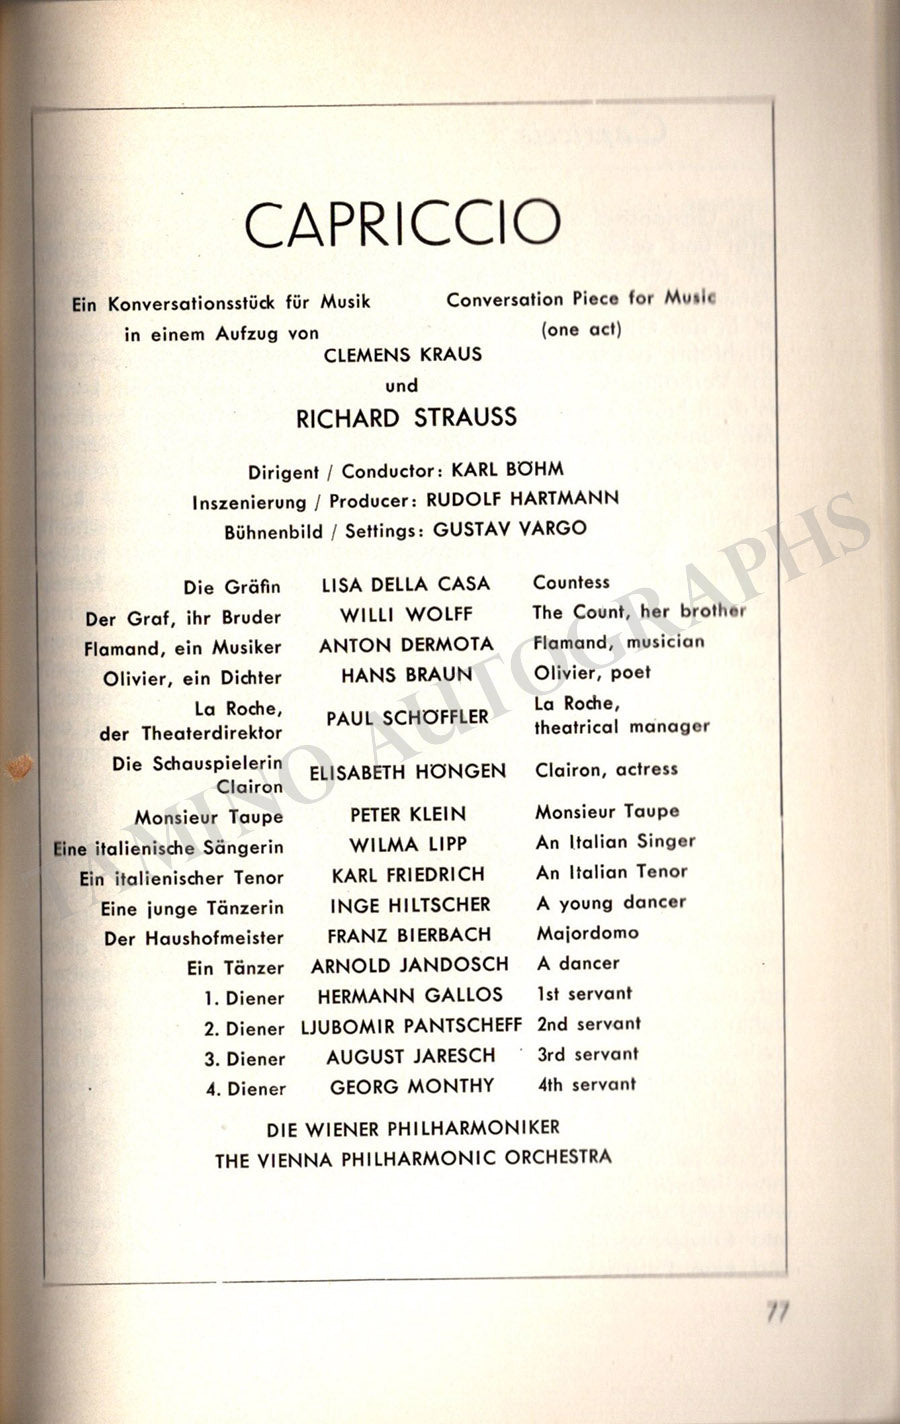 CAPRICCIO
Ein Konversationsstück für Musik Conversation Piece for Music
in einem Aufzug von (one act)
CLEMENS KRAUS
und
RICHARD STRAUSS
Dirigent / Conductor: KARL BÖHM
Inszenierung / Producer: RUDOLF HARTMANN
Bühnenbild / Settings: GUSTAV VARGO
Die Gräfin LISA DELLA CASA Countess
Der Graf, ihr Bruder WILLI WOLFF The Count, her brother
Flamand, ein Musiker ANTON DERMOTA Flamand, musician
Olivier, ein Dichter HANS BRAUN Olivier, poet
La Roche,
der Theaterdirektor PAUL SCHÖFFLER La Roche,
theatrical manager
Die Schauspielerin
Clairon ELISABETH HÖNGEN Clairon, actress
Monsieur Taupe PETER KLEIN Monsieur Taupe
Eine italienische Sängerin WILMA LIPP An Italian Singer
Ein italienischer Tenor KARL FRIEDRICH An Italian Tenor
Eine junge Tänzerin INGE HILTSCHER A young dancer
Der Haushofmeister FRANZ BIERBACH Majordomo
Ein Tänzer ARNOLD JANDOSCH A dancer
1. Diener HERMANN GALLOS 1st servant
2. Diener LJUBOMIR PANTSCHEFF 2nd servant
3. Diener AUGUST JARESCH 3rd servant
4. Diener GEORG MONTHY 4th servant
DIE WIENER PHILHARMONIKER
THE VIENNA PHILHARMONIC ORCHESTRA
77
TAMINO AUTOGRAPHS